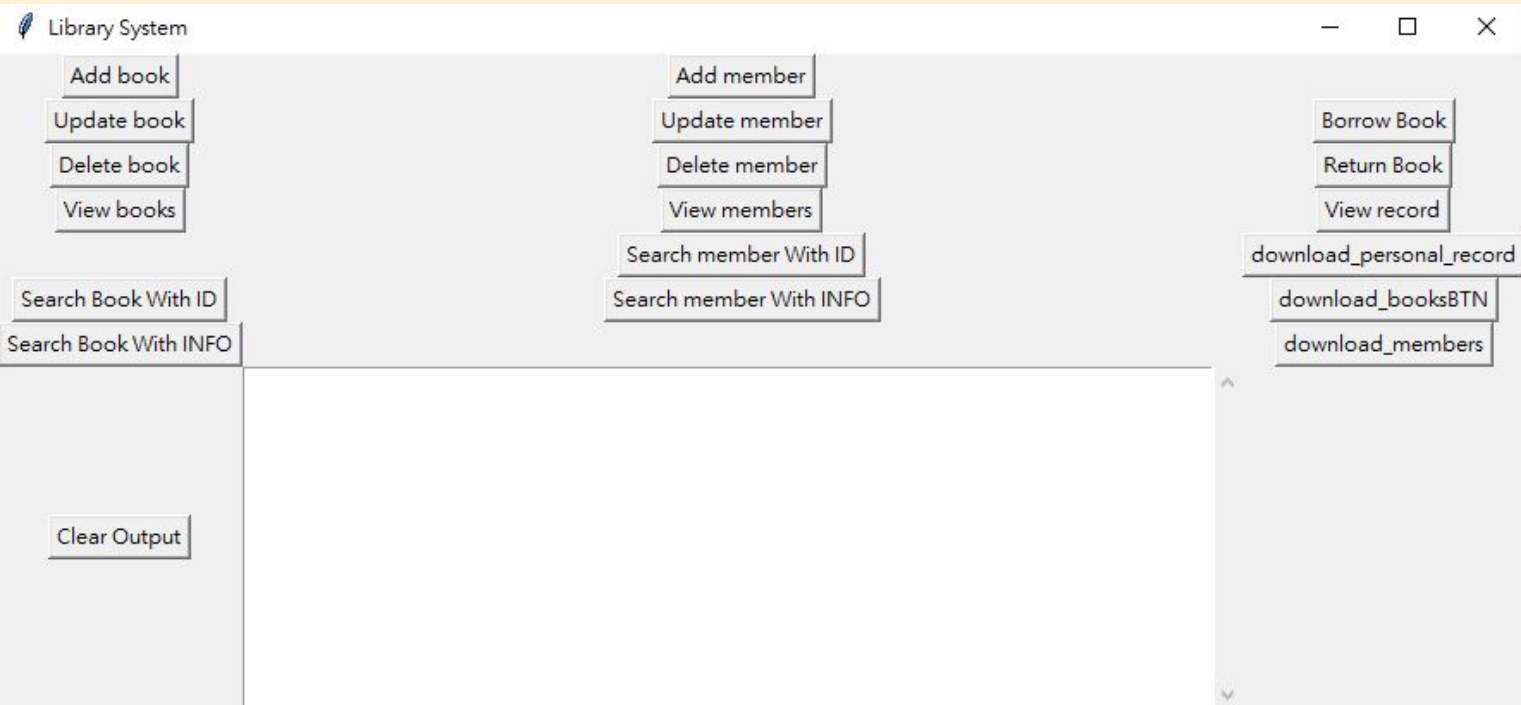 Library System
Add book
Add member
Update book
Update member
Borrow Book
Delete book
Delete member
Return Book
View books
View members
View record
Search member With ID
download_personal_record
Search Book With ID
Search member With INFO
download_booksBTN
Search Book With INFO
download_members
Clear Output